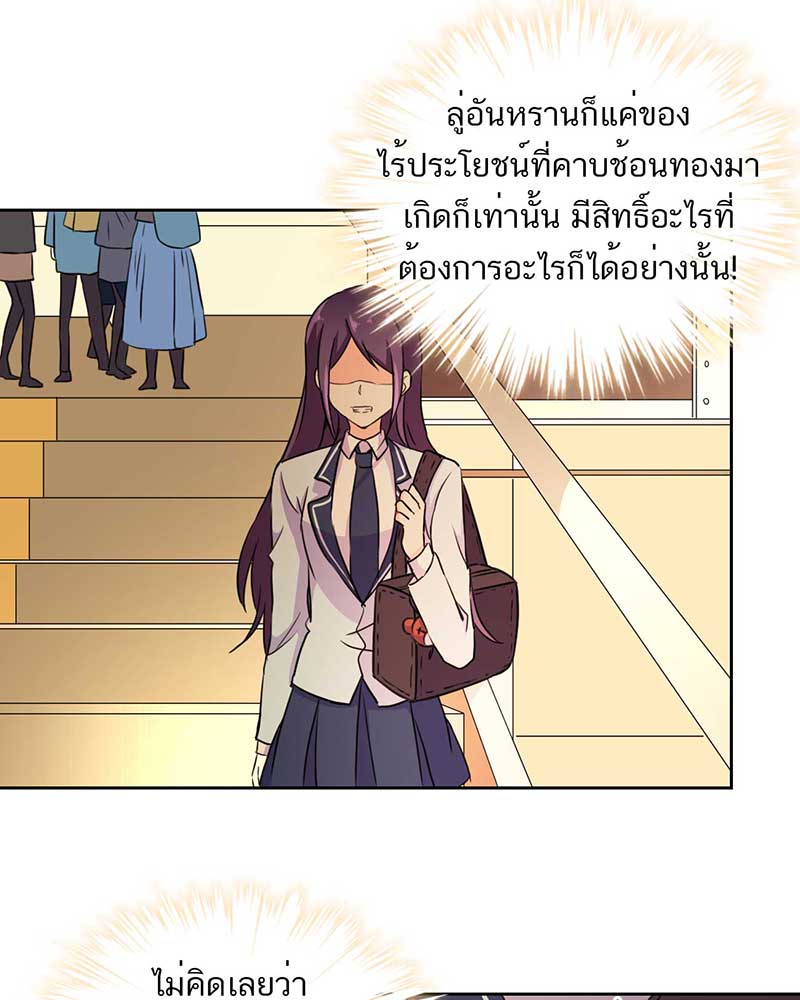 ลู่อันหรานก็แค่ของ
ไร้ประโยชน์ที่คาบช้อนทองมา
เกิดก็เท่านั้น มีสิทธิ์อะไรที่
ต้องการอะไรก็ได้อย่างนั้น!
ไม่คิดเลยว่า